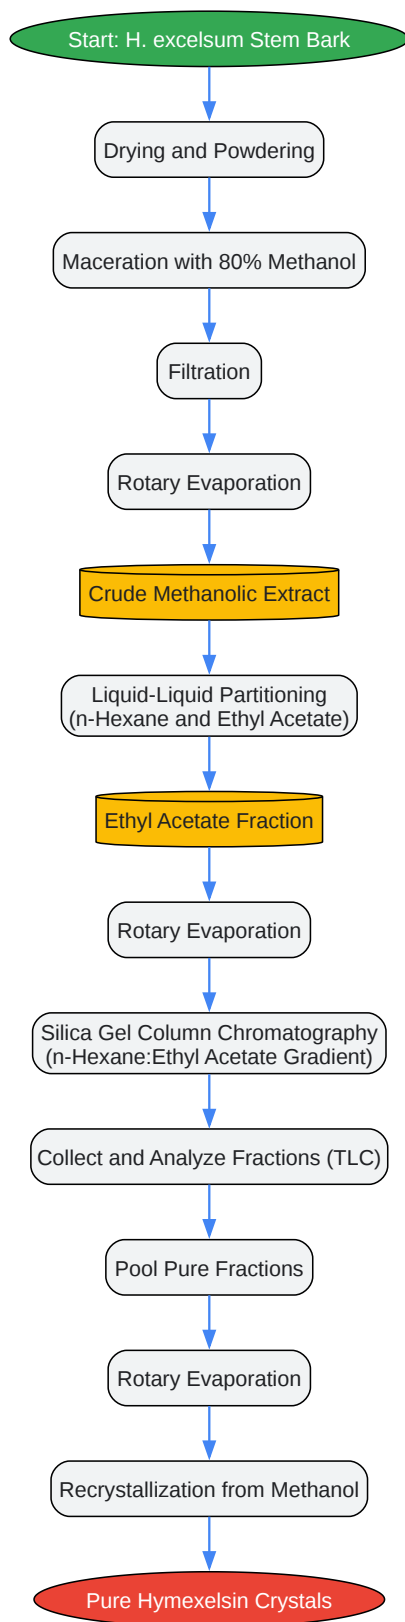 Start: H. excelsum Stem Bark
Drying and Powdering
Maceration with 80% Methanol
Filtration
Rotary Evaporation
Crude Methanolic Extract
Liquid-Liquid Partitioning
(n-Hexane and Ethyl Acetate)
Ethyl Acetate Fraction
Rotary Evaporation
Silica Gel Column Chromatography
(n-Hexane:Ethyl Acetate Gradient)
Collect and Analyze Fractions (TLC)
Pool Pure Fractions
Rotary Evaporation
Recrystallization from Methanol
Pure Hymexelsin Crystals